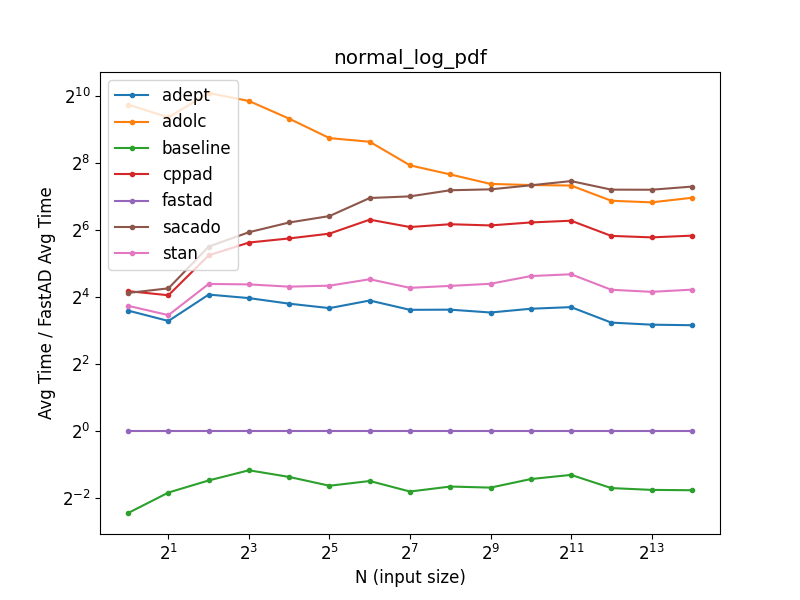 normal_log_pdf
Avg Time / FastAD Avg Time
2^10
2^8
2^6
2^4
2^2
2^0
2^−2
adept
adolc
baseline
cppad
fastad
sacado
stan
2^1 2^3 2^5 2^7 2^9 2^11 2^13
N (input size)